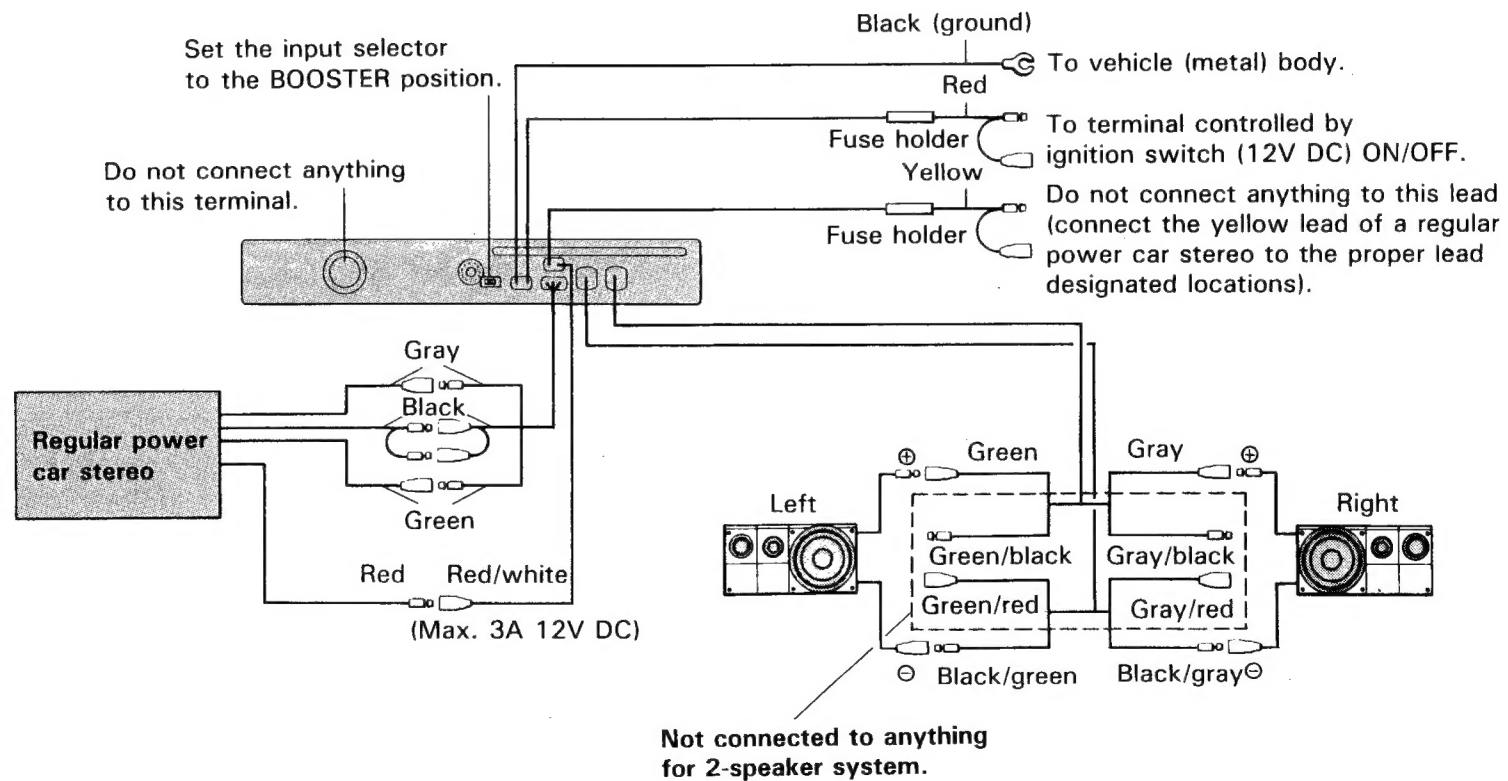 Black (ground)
Set the input selector
to the BOOSTER position.
To vehicle (metal) body.
Red
Fuse holder
To terminal controlled by
ignition switch (12V DC) ON/OFF.
Do not connect anything
to this terminal.
Yellow
Fuse holder
Do not connect anything to this lead
(connect the yellow lead of a regular
power car stereo to the proper lead
designated locations).
Gray
Black
Regular power
car stereo
Green
Red
Red/white
(Max. 3A 12V DC)
⊕
Green
Gray
⊕
Left
Right
Green/black
Gray/black
Green/red
Gray/red
⊖
Black/green
Black/gray
⊖
Not connected to anything
for 2-speaker system.